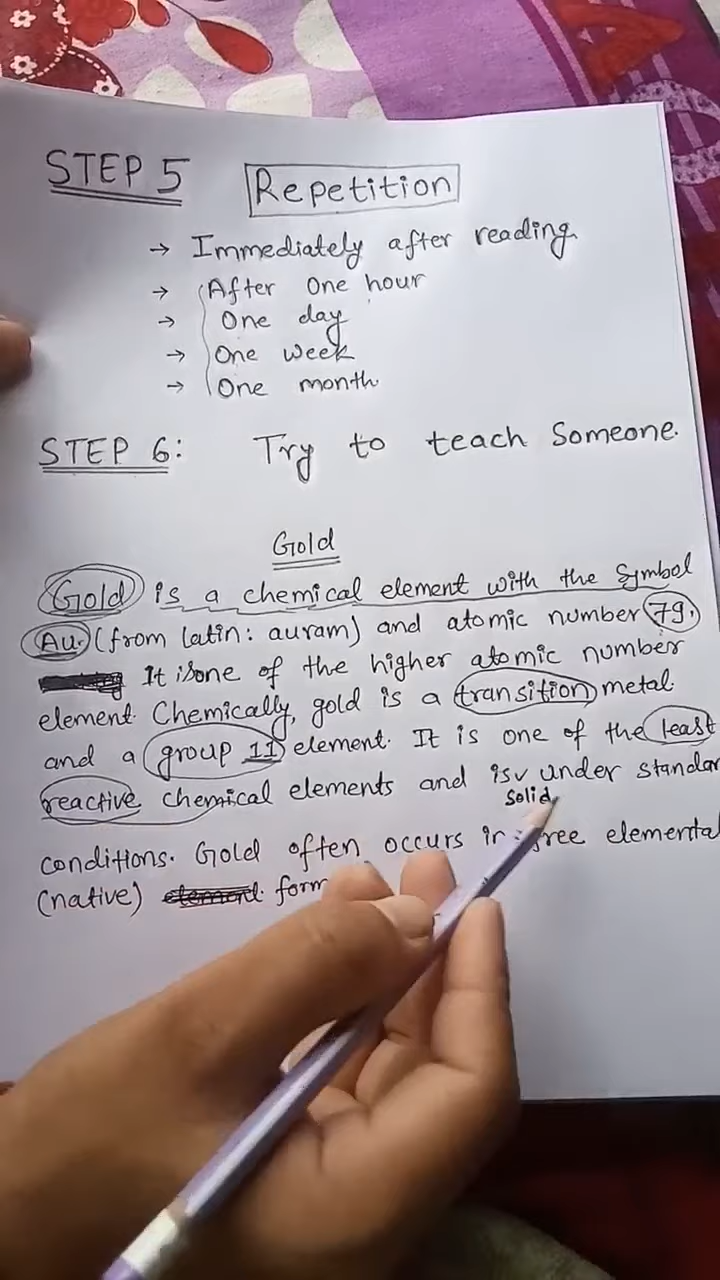 STEP 5 Repetition
→ Immediately after reading
→ After One hour
→ One day
→ One week
→ One month
STEP 6: Try to teach Someone.
Gold
Gold is a chemical element with the Symbol
Au. (from latin: auram) and atomic number 79.
It is one of the higher atomic number
element. Chemically, gold is a transition metal
and a group 11 element. It is one of the least
reactive chemical elements and is under standar
solid
conditions. Gold often occurs in free elemental
(native) element form